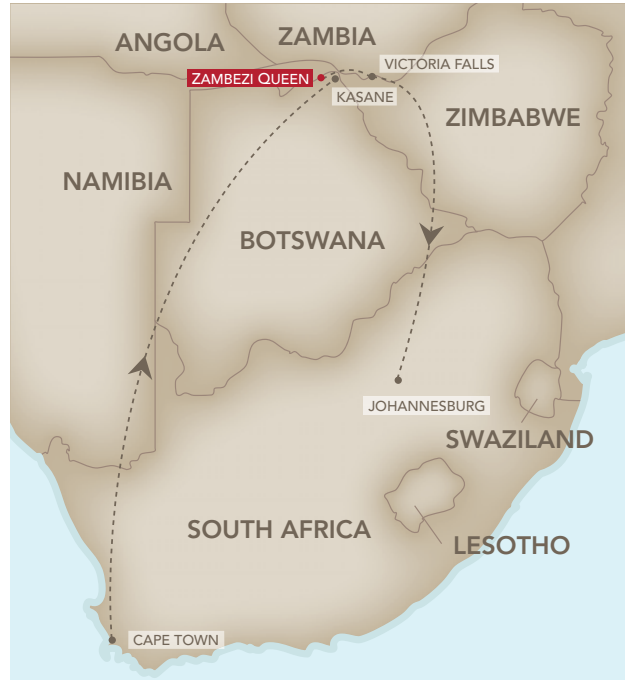 ANGOLA
ZAMBIA
VICTORIA FALLS
ZAMBEZI QUEEN
KASANE
ZIMBABWE
NAMIBIA
BOTSWANA
JOHANNESBURG
SWAZILAND
SOUTH AFRICA
LESOTHO
CAPE TOWN